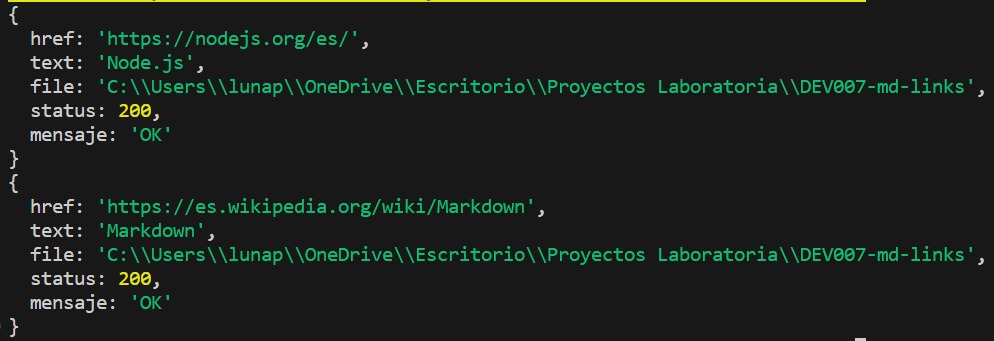 {
  href: 'https://nodejs.org/es/',
  text: 'Node.js',
  file: 'C:\\Users\\lunap\\OneDrive\\Escritorio\\Proyectos Laboratoria\\DEV007-md-links',
  status: 200,
  mensaje: 'OK'
}
{
  href: 'https://es.wikipedia.org/wiki/Markdown',
  text: 'Markdown',
  file: 'C:\\Users\\lunap\\OneDrive\\Escritorio\\Proyectos Laboratoria\\DEV007-md-links',
  status: 200,
  mensaje: 'OK'
}